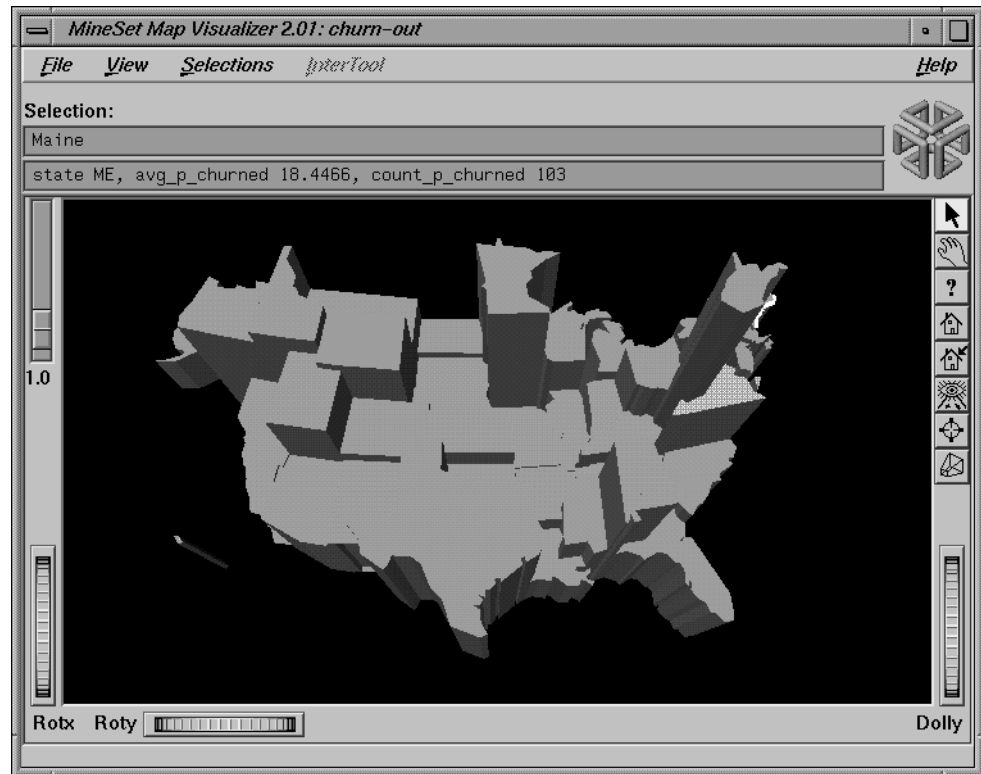 MineSet Map Visualizer 2.01: churn-out
File View Selections InterTool Help
Selection:
Maine
state ME, avg_p_churned 18.4466, count_p_churned 103
?
1.0
Rotx Roty Dolly